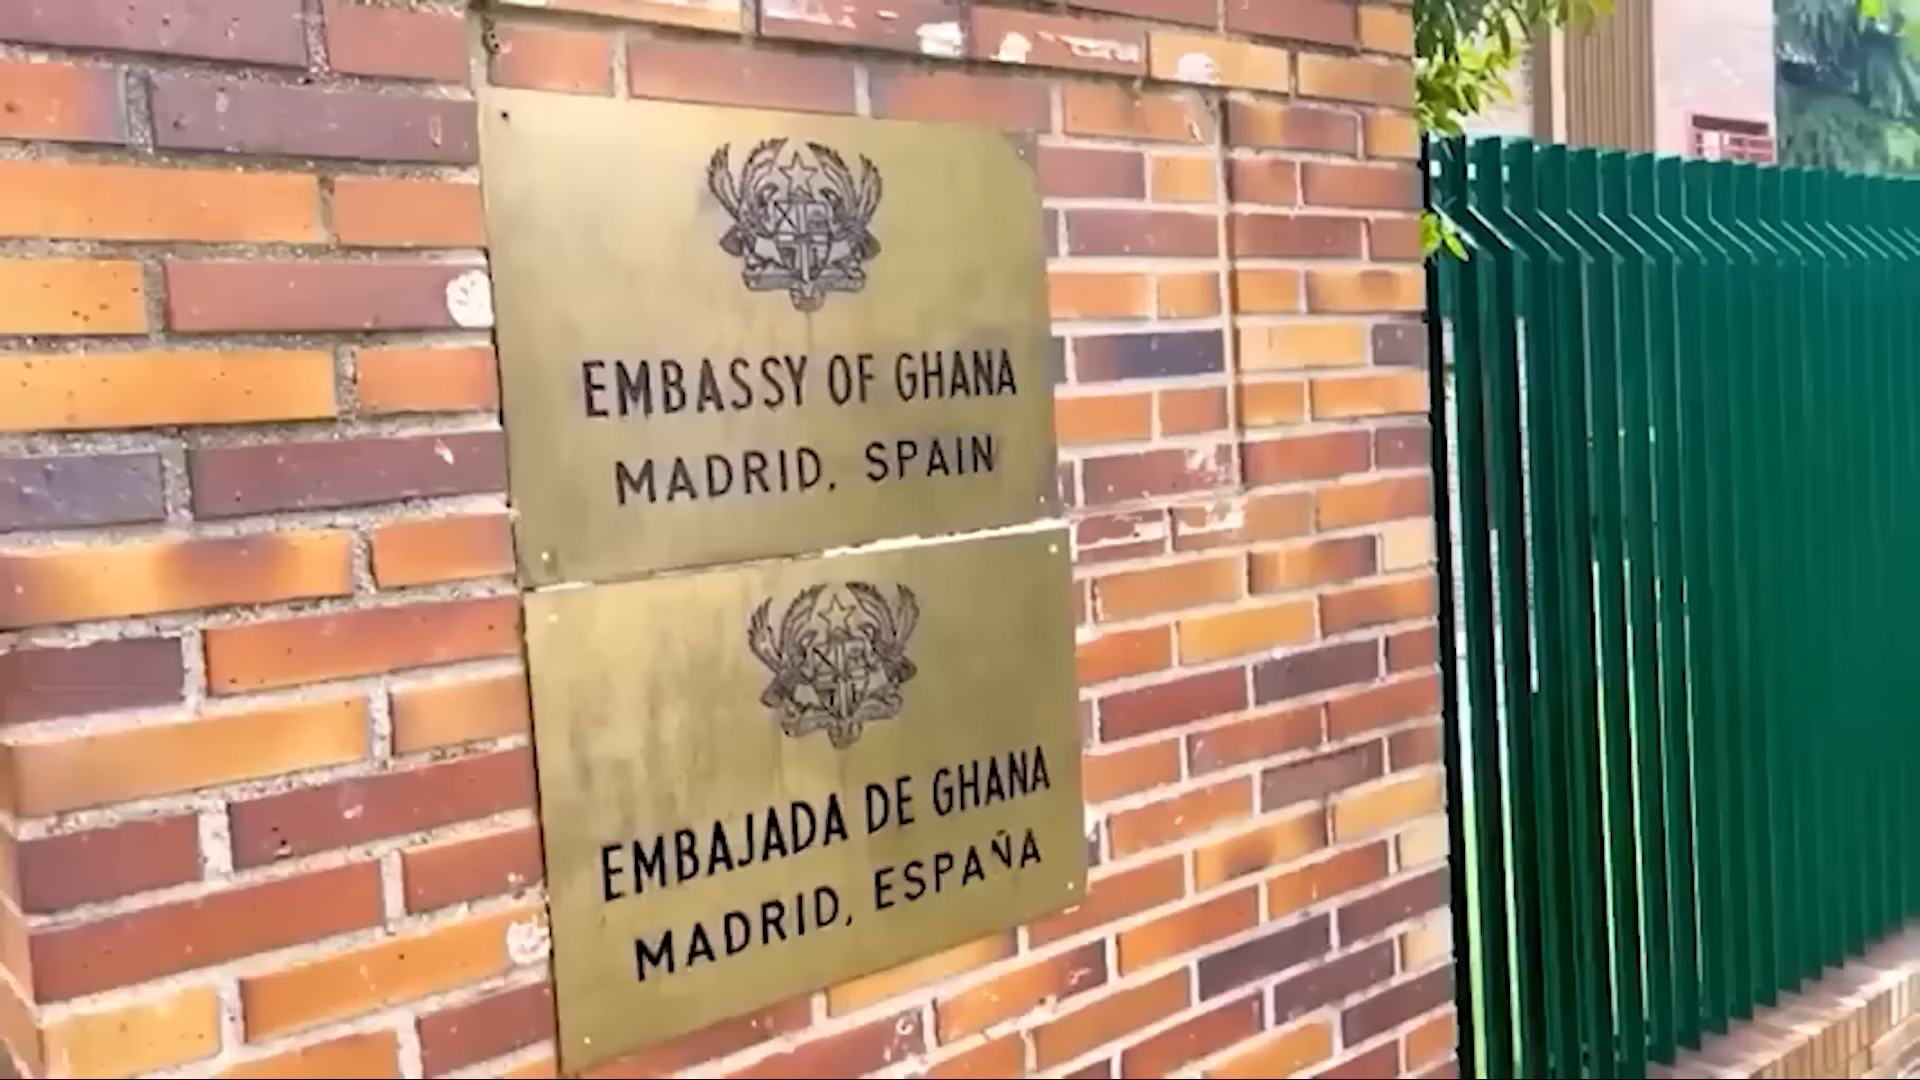 EMBASSY OF GHANA
MADRID, SPAIN
EMBAJADA DE GHANA
MADRID, ESPAÑA